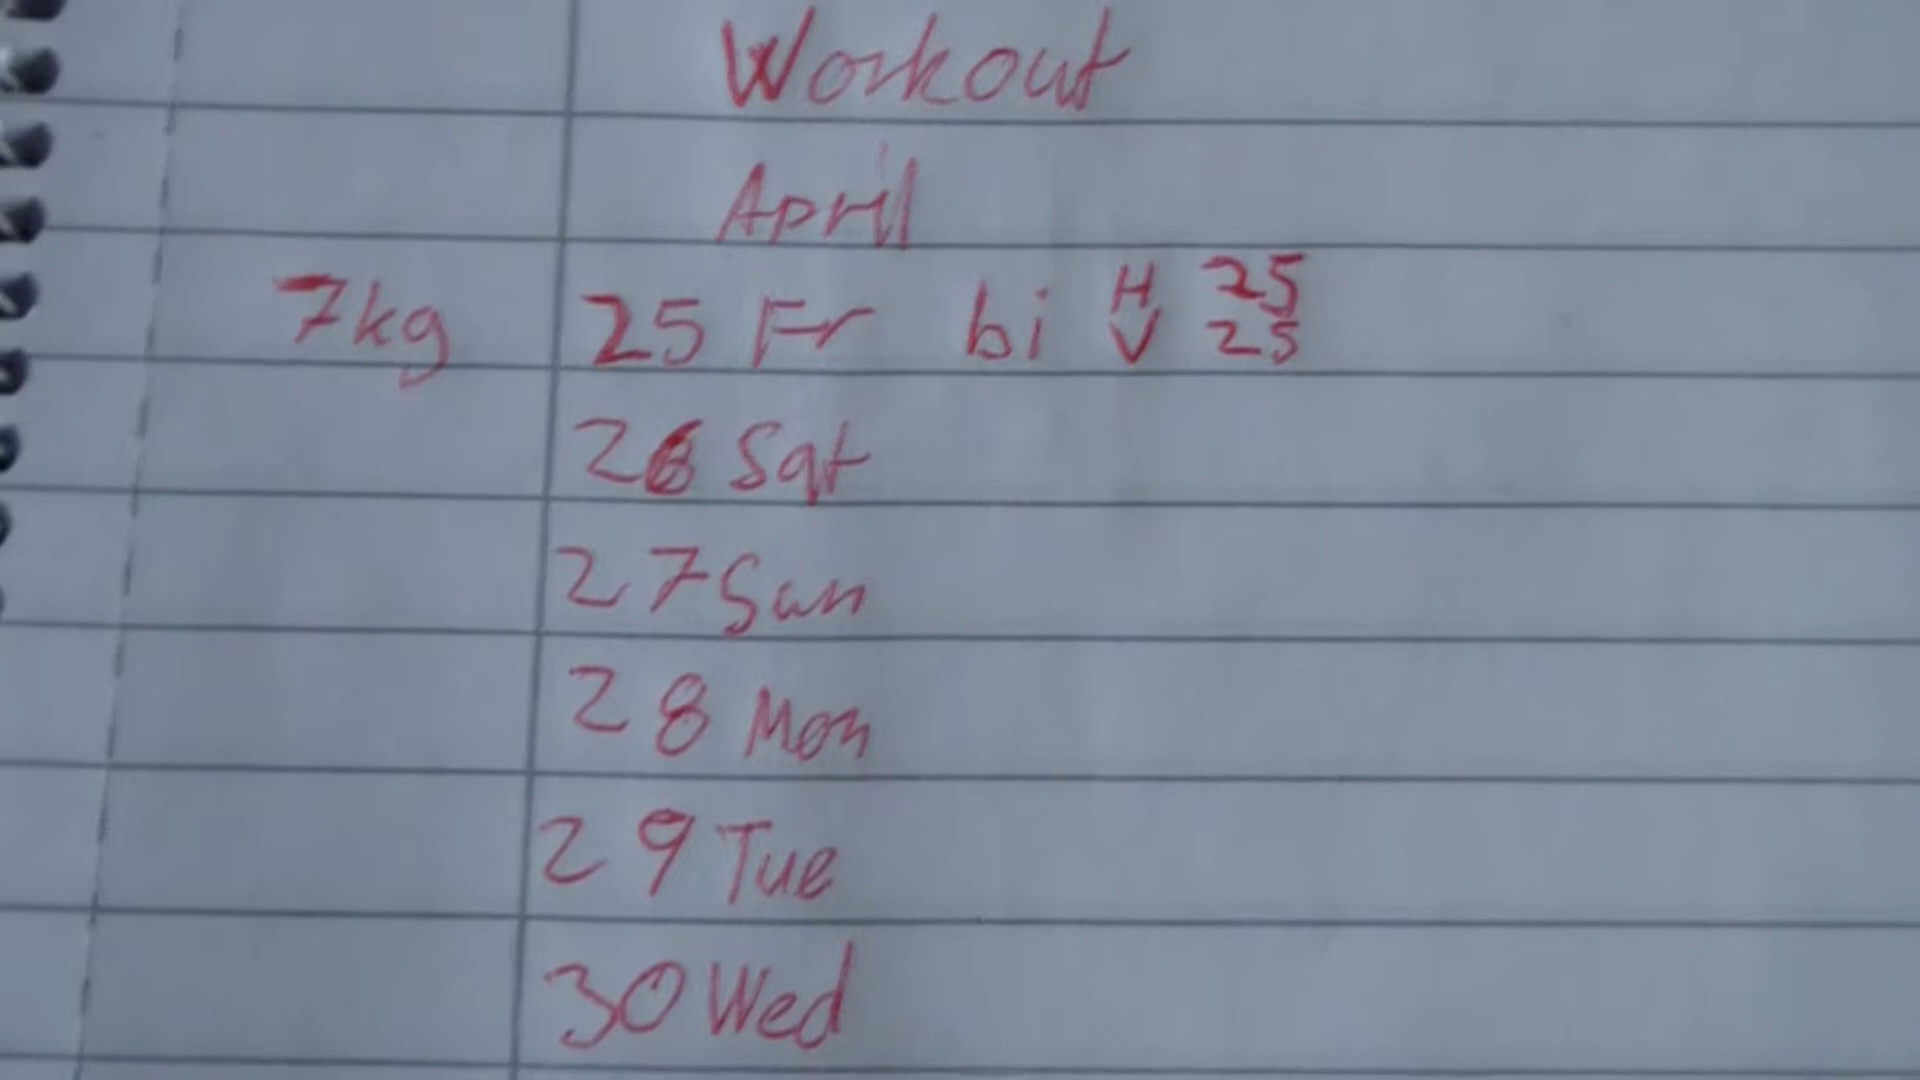 Workout
April
7kg 25 Fr bi H 25
V 25
26 Sat
27 Sun
28 Mon
29 Tue
30 Wed